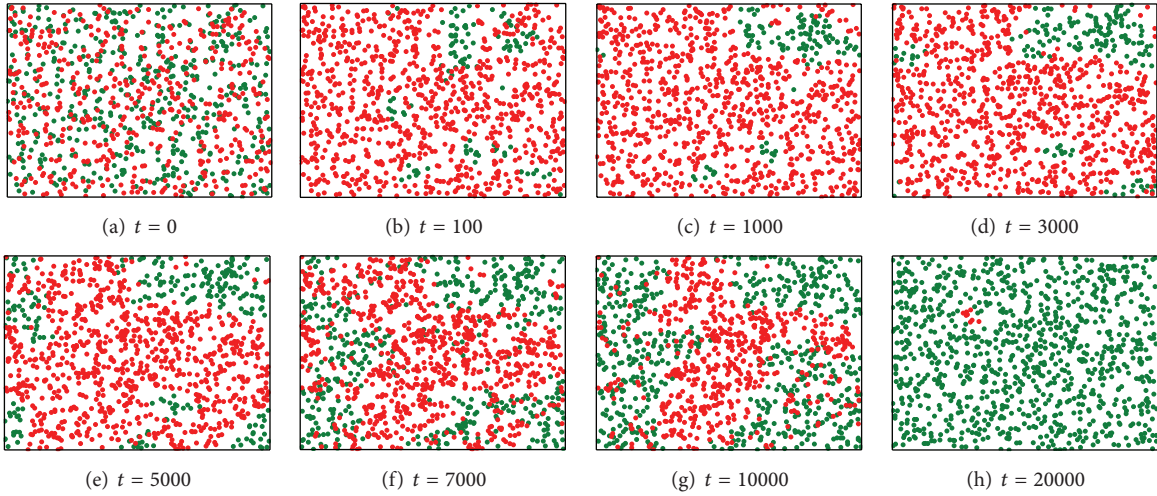 (a) t = 0
(b) t = 100
(c) t = 1000
(d) t = 3000
(e) t = 5000
(f) t = 7000
(g) t = 10000
(h) t = 20000